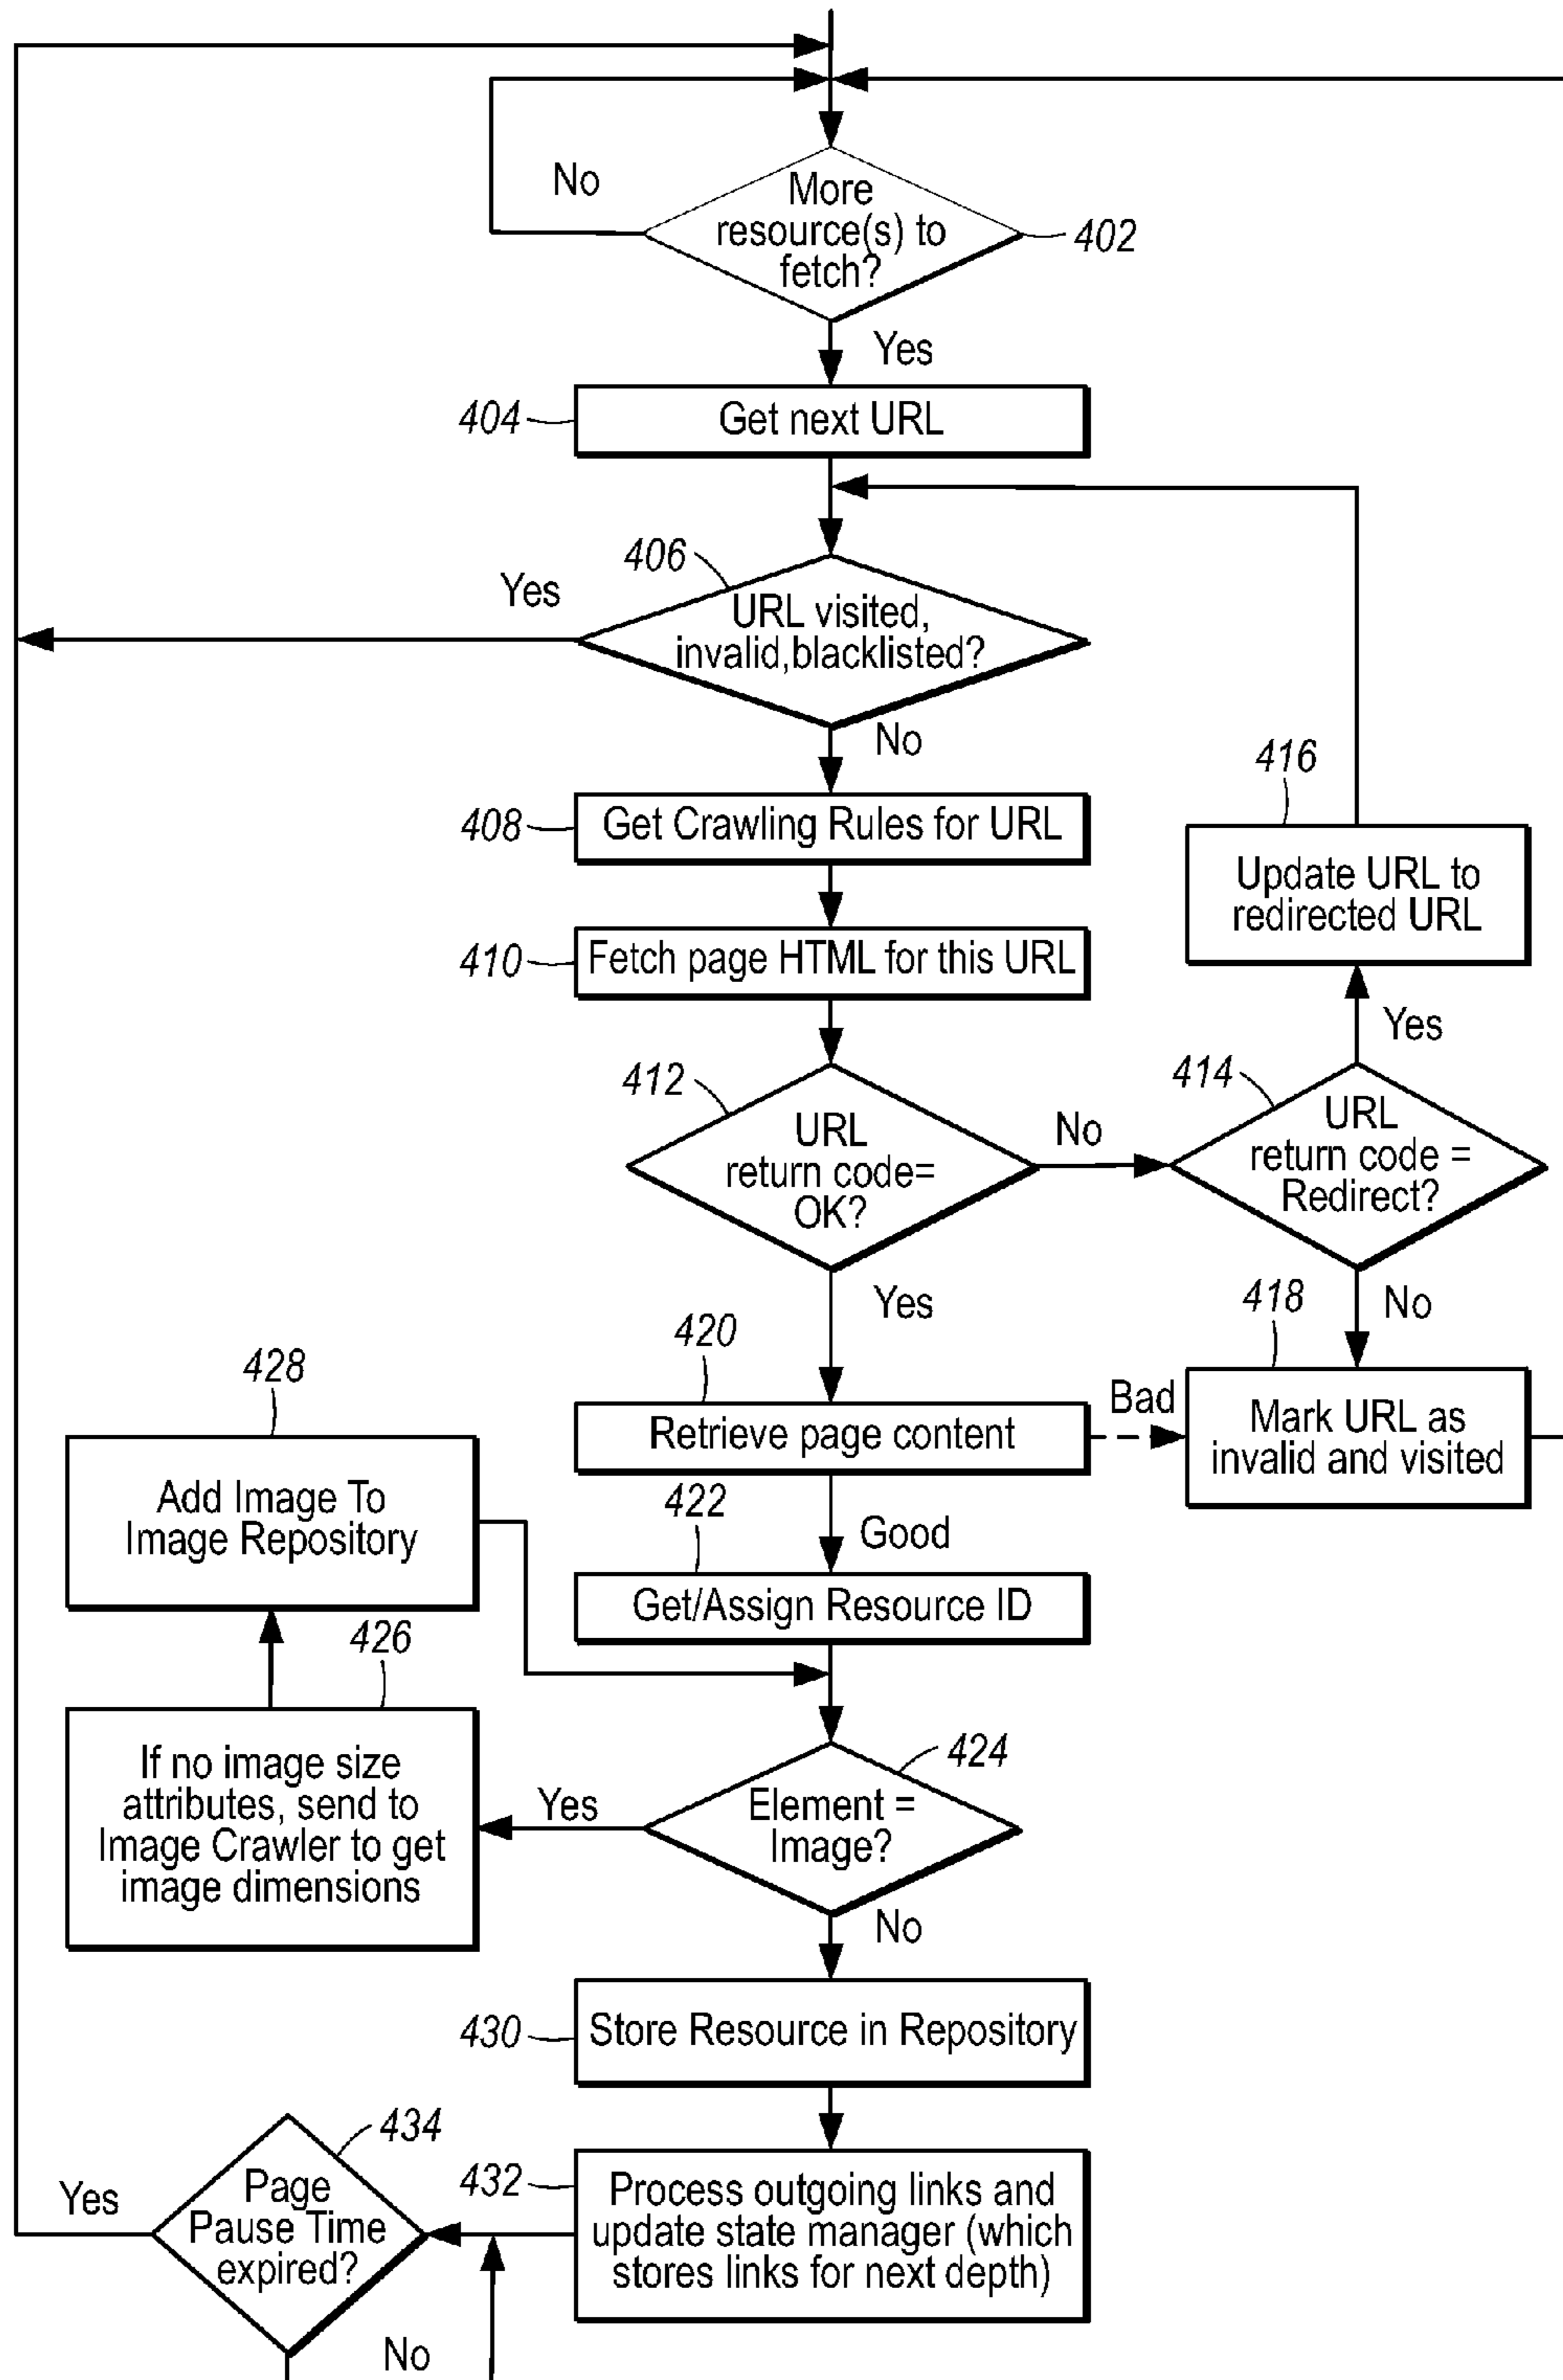 No
More
resource(s) to
fetch?
402
Yes
404
Get next URL
406
Yes
URL visited,
invalid,blacklisted?
No
416
408
Get Crawling Rules for URL
Update URL to
redirected URL
410
Fetch page HTML for this URL
Yes
412
414
URL
return code=
OK?
No
URL
return code =
Redirect?
Yes
418
No
420
428
Retrieve page content
Bad
Mark URL as
invalid and visited
Add Image To
Image Repository
422
Good
Get/Assign Resource ID
426
424
If no image size
attributes, send to
Image Crawler to get
image dimensions
Yes
Element =
Image?
No
430
Store Resource in Repository
434
432
Yes
Page
Pause Time
expired?
Process outgoing links and
update state manager (which
stores links for next depth)
No